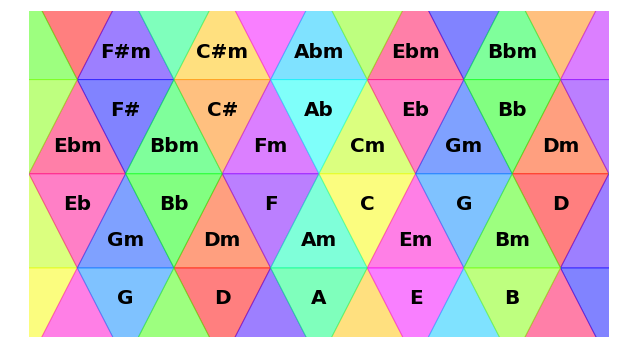 F#m C#m Abm Ebm Bbm
F# C# Ab Eb Bb
Ebm Bbm Fm Cm Gm Dm
Eb Bb F C G D
Gm Dm Am Em Bm
G D A E B